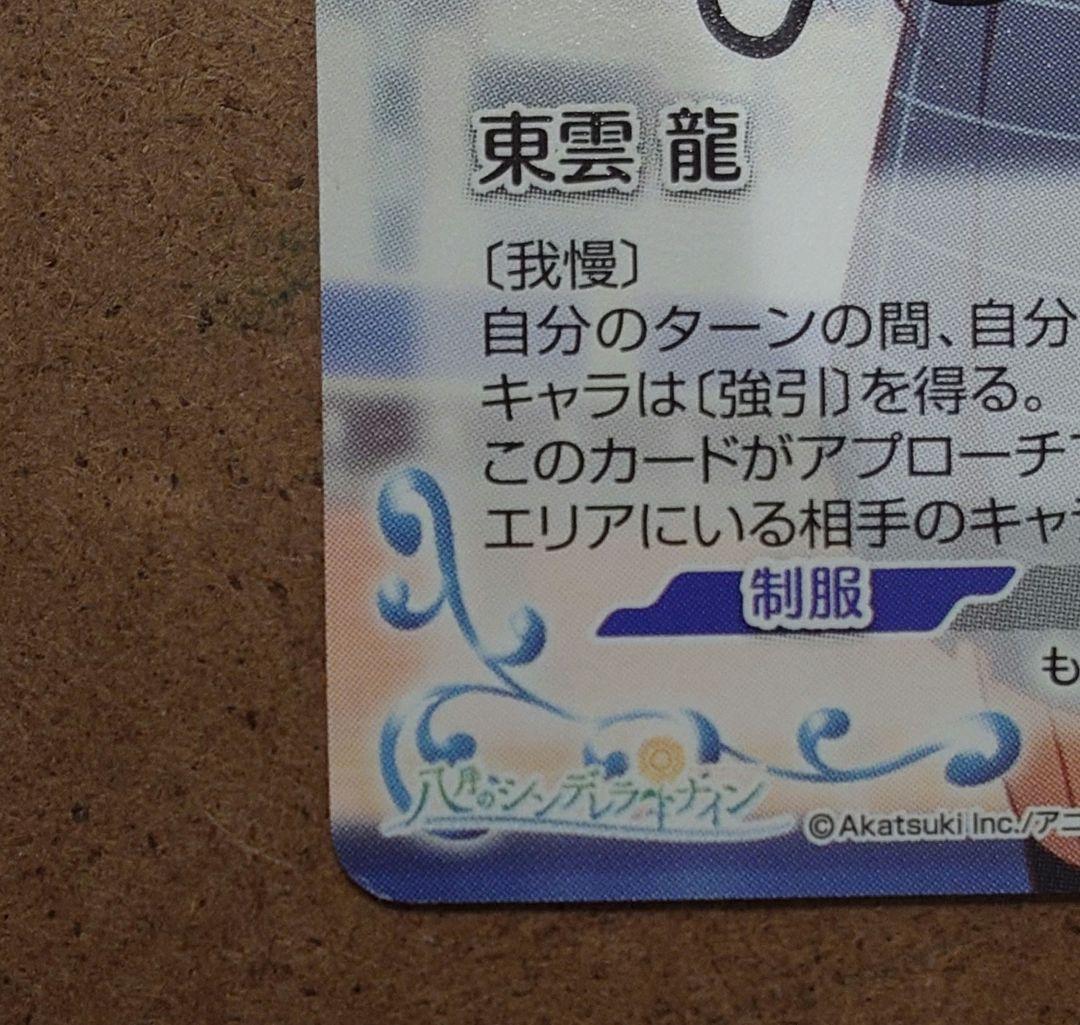 東雲 龍
〔我慢〕
自分のターンの間、自分
キャラは〔強引〕を得る。
このカードがアプローチ
エリアにいる相手のキャラ
制服
も
八月のシンデレラナイン
©Akatsuki Inc./アニ